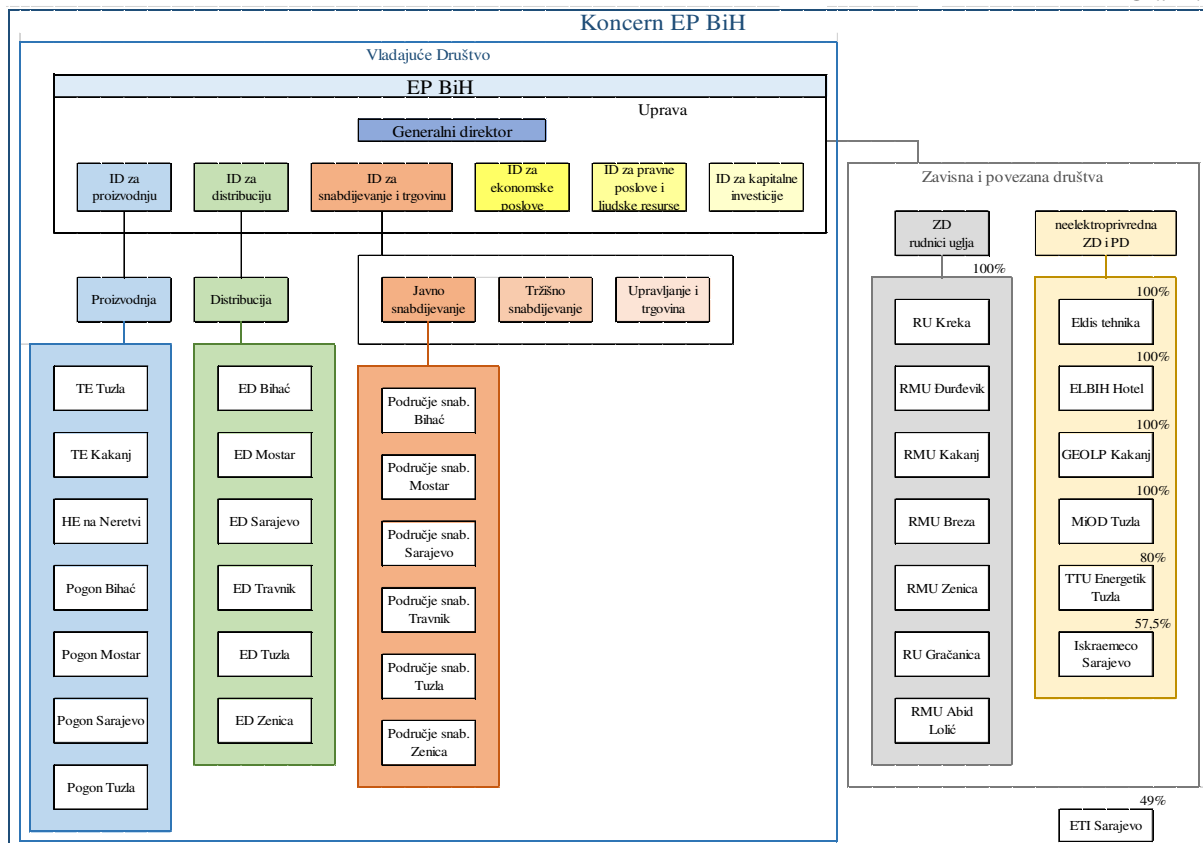 Koncern EP BiH
Vladajuće Društvo
EP BiH
Uprava
Generalni direktor
ID za
proizvodnju
ID za
distribuciju
ID za
snabdijevanje i trgovinu
ID za
ekonomske
poslove
ID za pravne
poslove i
ljudske resurse
ID za kapitalne
investicije
Proizvodnja
Distribucija
Javno
snabdijevanje
Tržišno
snabdijevanje
Upravljanje i
trgovina
TE Tuzla
TE Kakanj
HE na Neretvi
Pogon Bihać
Pogon Mostar
Pogon Sarajevo
Pogon Tuzla
ED Bihać
ED Mostar
ED Sarajevo
ED Travnik
ED Tuzla
ED Zenica
Područje snab.
Bihać
Područje snab.
Mostar
Područje snab.
Sarajevo
Područje snab.
Travnik
Područje snab.
Tuzla
Područje snab.
Zenica
Zavisna i povezana društva
ZD
rudnici uglja
100%
RU Kreka
RMU Đurđevik
RMU Kakanj
RMU Breza
RMU Zenica
RU Gračanica
RMU Abid
Lolić
neelektroprivredna
ZD i PD
100%
Eldis tehnika
100%
ELBIH Hotel
100%
GEOLP Kakanj
100%
MiOD Tuzla
80%
TTU Energetik
Tuzla
57,5%
Iskraemeco
Sarajevo
49%
ETI Sarajevo